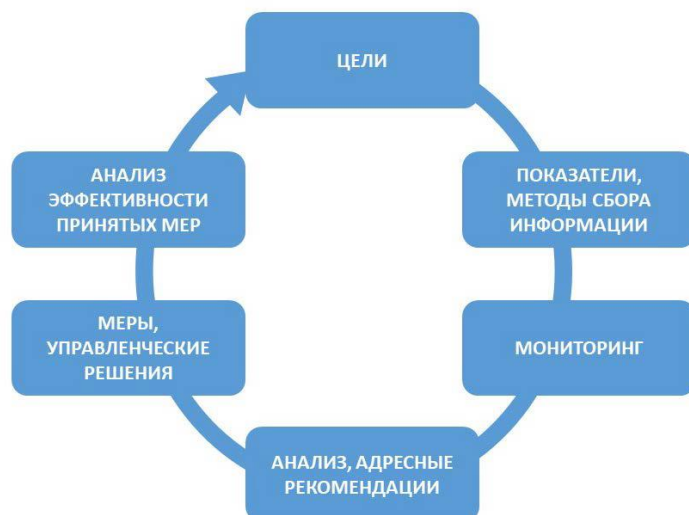 ЦЕЛИ
ПОКАЗАТЕЛИ,
МЕТОДЫ СБОРА
ИНФОРМАЦИИ
МОНИТОРИНГ
АНАЛИЗ, АДРЕСНЫЕ
РЕКОМЕНДАЦИИ
МЕРЫ,
УПРАВЛЕНЧЕСКИЕ
РЕШЕНИЯ
АНАЛИЗ
ЭФФЕКТИВНОСТИ
ПРИНЯТЫХ МЕР